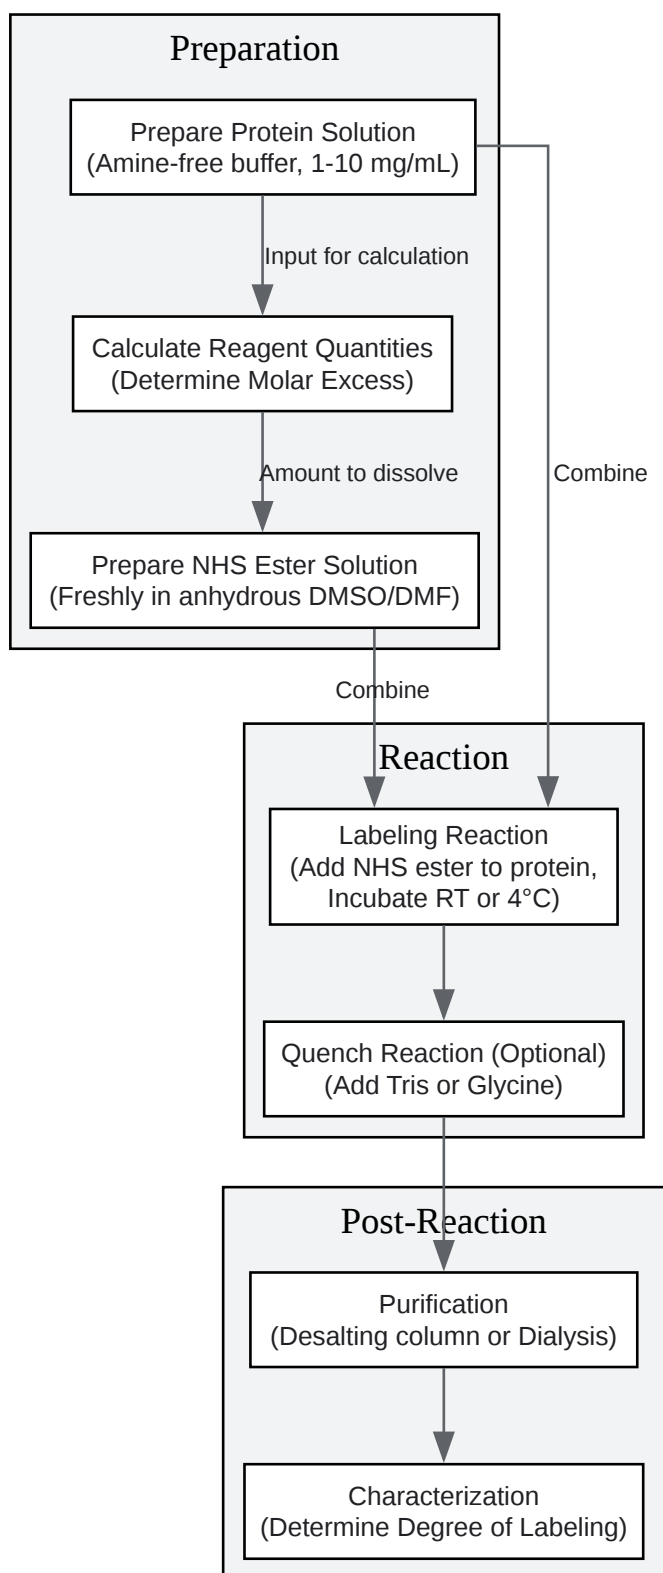 Preparation
Prepare Protein Solution
(Amine-free buffer, 1-10 mg/mL)
Input for calculation
Calculate Reagent Quantities
(Determine Molar Excess)
Amount to dissolve
Combine
Prepare NHS Ester Solution
(Freshly in anhydrous DMSO/DMF)
Combine
Reaction
Labeling Reaction
(Add NHS ester to protein,
Incubate RT or 4°C)
Quench Reaction (Optional)
(Add Tris or Glycine)
Post-Reaction
Purification
(Desalting column or Dialysis)
Characterization
(Determine Degree of Labeling)